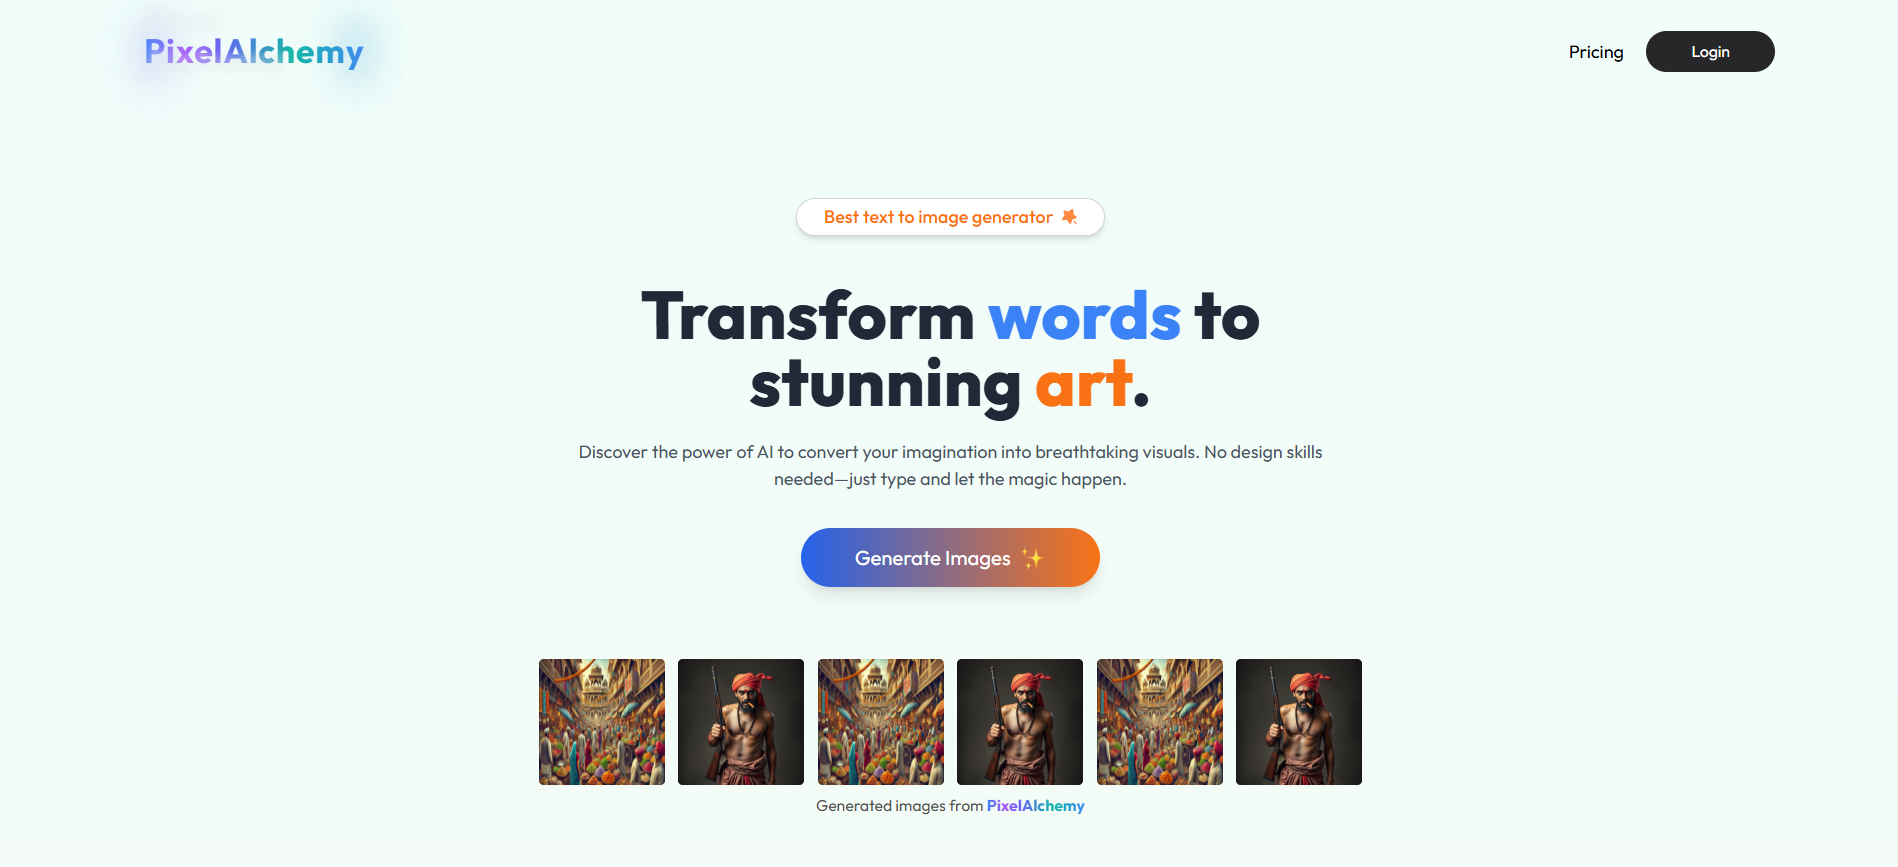 PixelAlchemy
Pricing
Login
Best text to image generator
Transform words to
stunning art.
Discover the power of AI to convert your imagination into breathtaking visuals. No design skills
needed—just type and let the magic happen.
Generate Images ✨
Generated images from PixelAlchemy